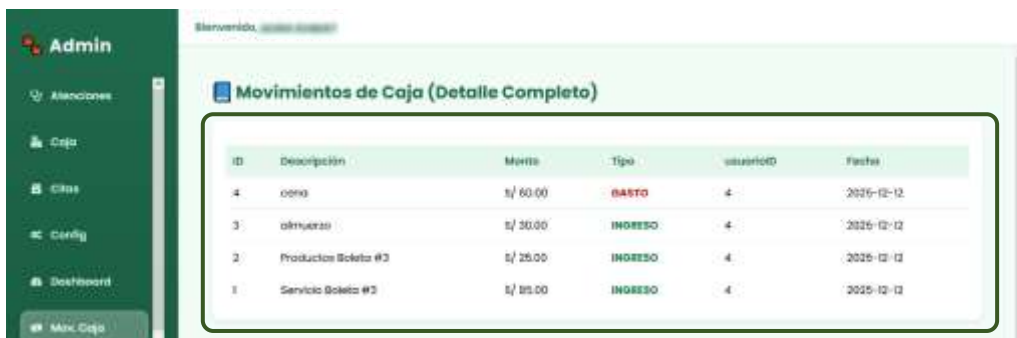 Bienvenido,
Admin
Atenciones
Caja
Citas
Config
Dashboard
Mov. Caja
Movimientos de Caja (Detalle Completo)
ID Descripción Monto Tipo usuarioID Fecha
4 cena S/ 60.00 GASTO 4 2025-12-12
3 almuerzo S/ 30.00 INGRESO 4 2025-12-12
2 Productos Boleta #3 S/ 25.00 INGRESO 4 2025-12-12
1 Servicio Boleta #3 INGRESO 4 2025-12-12